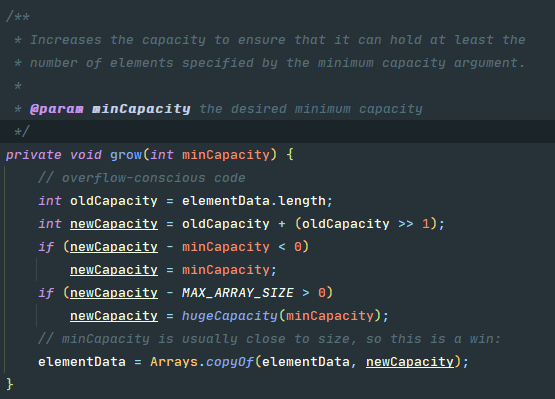 /**
 * Increases the capacity to ensure that it can hold at least the
 * number of elements specified by the minimum capacity argument.
 *
 * @param minCapacity the desired minimum capacity
 */
private void grow(int minCapacity) {
    // overflow-conscious code
    int oldCapacity = elementData.length;
    int newCapacity = oldCapacity + (oldCapacity >> 1);
    if (newCapacity - minCapacity < 0)
        newCapacity = minCapacity;
    if (newCapacity - MAX_ARRAY_SIZE > 0)
        newCapacity = hugeCapacity(minCapacity);
    // minCapacity is usually close to size, so this is a win:
    elementData = Arrays.copyOf(elementData, newCapacity);
}